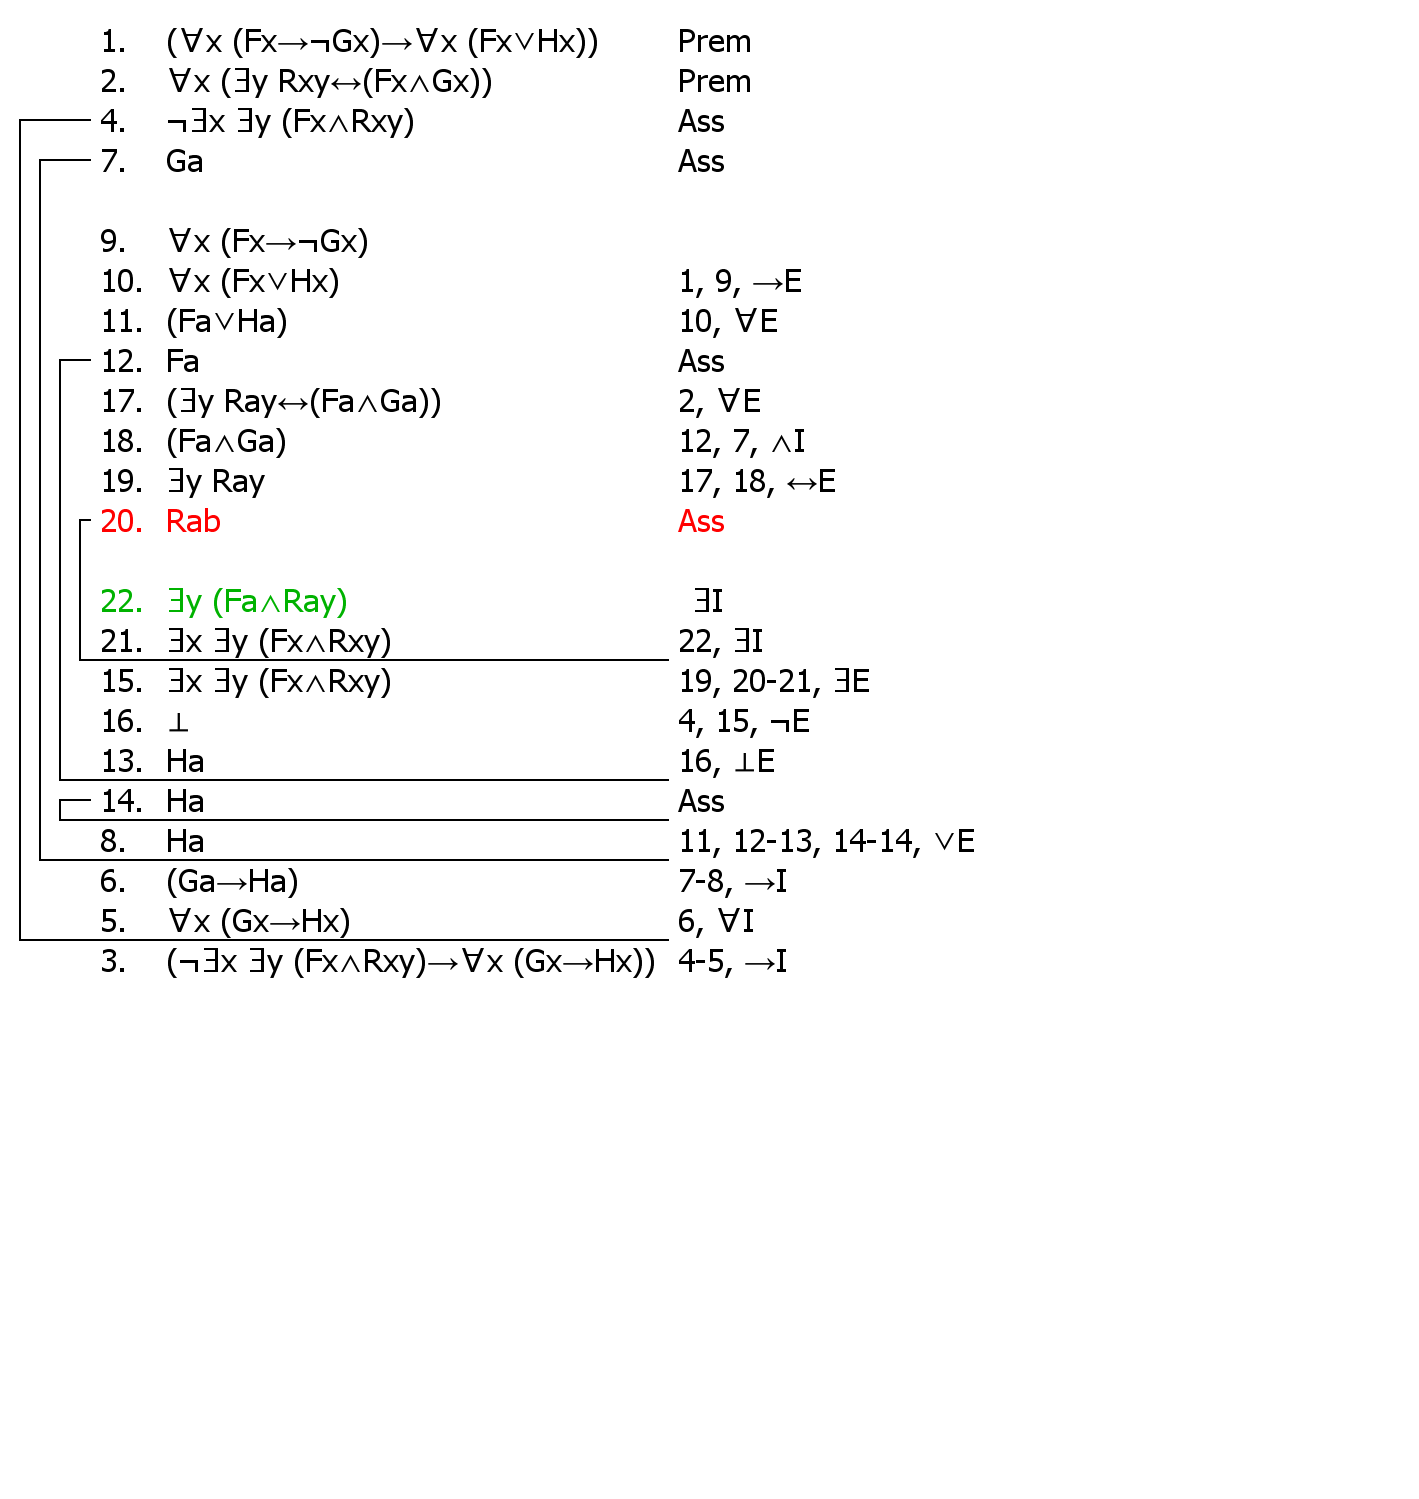 1. (∀x (Fx→¬Gx)→∀x (Fx∨Hx)) Prem
2. ∀x (∃y Rxy↔(Fx∧Gx)) Prem
4. ¬∃x ∃y (Fx∧Rxy) Ass
7. Ga Ass
9. ∀x (Fx→¬Gx)
10. ∀x (Fx∨Hx) 1, 9, →E
11. (Fa∨Ha) 10, ∀E
12. Fa Ass
17. (∃y Ray↔(Fa∧Ga)) 2, ∀E
18. (Fa∧Ga) 12, 7, ∧I
19. ∃y Ray 17, 18, ↔E
20. Rab Ass
22. ∃y (Fa∧Ray) ∃I
21. ∃x ∃y (Fx∧Rxy) 22, ∃I
15. ∃x ∃y (Fx∧Rxy) 19, 20-21, ∃E
16. ⊥ 4, 15, ¬E
13. Ha 16, ⊥E
14. Ha Ass
8. Ha 11, 12-13, 14-14, ∨E
6. (Ga→Ha) 7-8, →I
5. ∀x (Gx→Hx) 6, ∀I
3. (¬∃x ∃y (Fx∧Rxy)→∀x (Gx→Hx)) 4-5, →I